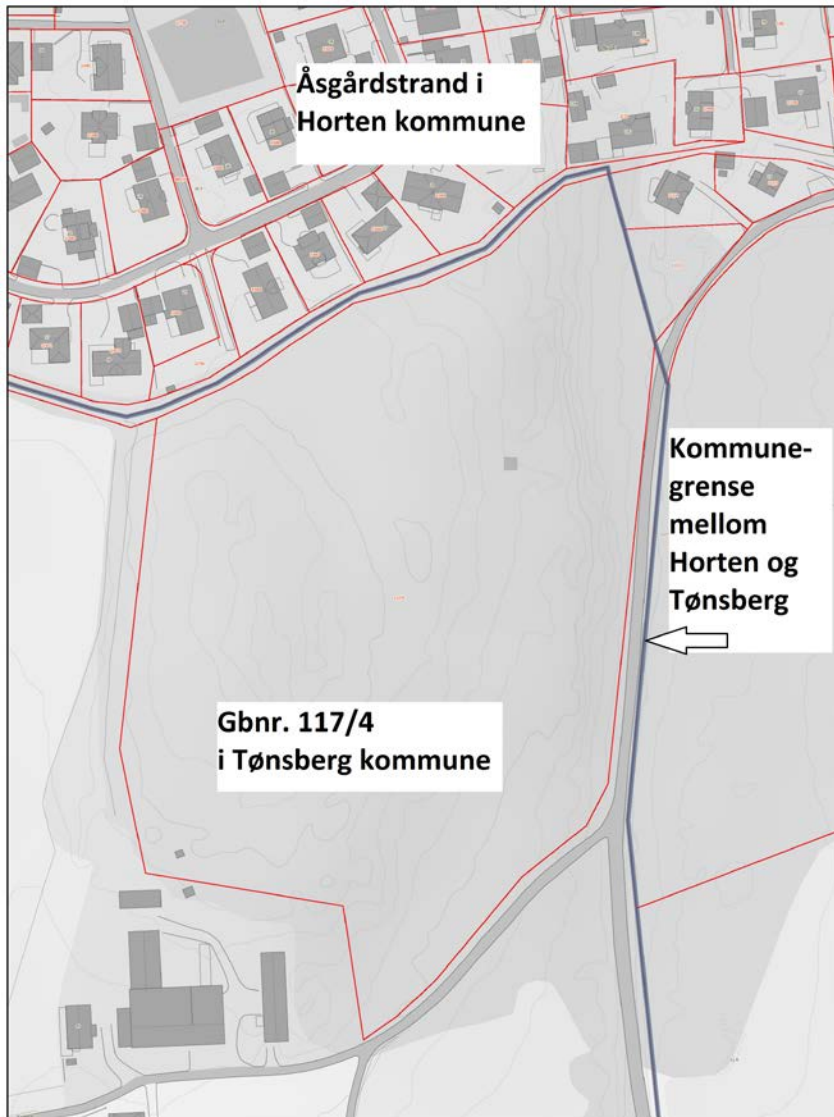 Åsgårdstrand i
Horten kommune
Kommune-
grense
mellom
Horten og
Tønsberg
Gbnr. 117/4
i Tønsberg kommune